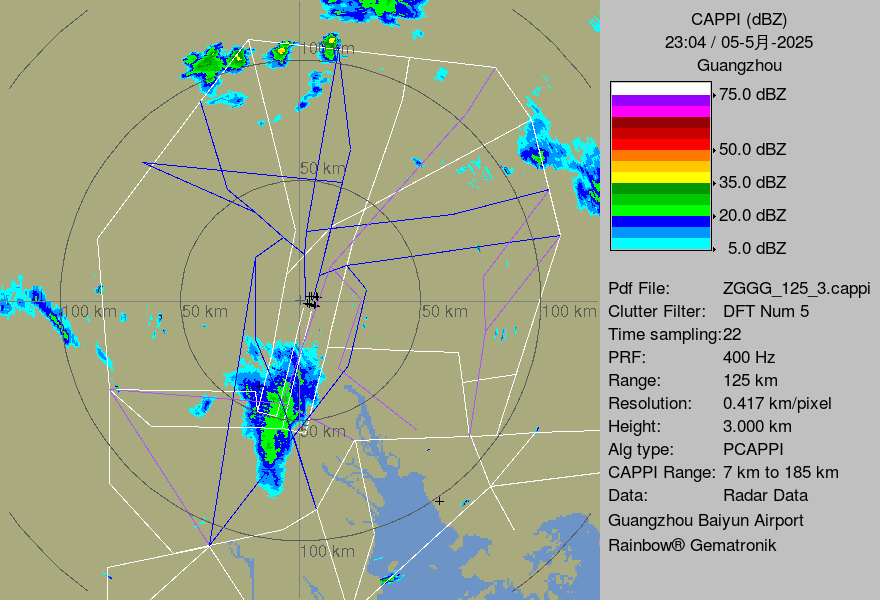 CAPPI (dBZ)
23:04 / 05-5月-2025
Guangzhou
75.0 dBZ
50.0 dBZ
35.0 dBZ
20.0 dBZ
5.0 dBZ
Pdf File: ZGGG_125_3.cappi
Clutter Filter: DFT Num 5
Time sampling:22
PRF: 400 Hz
Range: 125 km
Resolution: 0.417 km/pixel
Height: 3.000 km
Alg type: PCAPPI
CAPPI Range: 7 km to 185 km
Data: Radar Data
Guangzhou Baiyun Airport
Rainbow® Gematronik
100 km
50 km
100 km
50 km
50 km
100 km
50 km
100 km